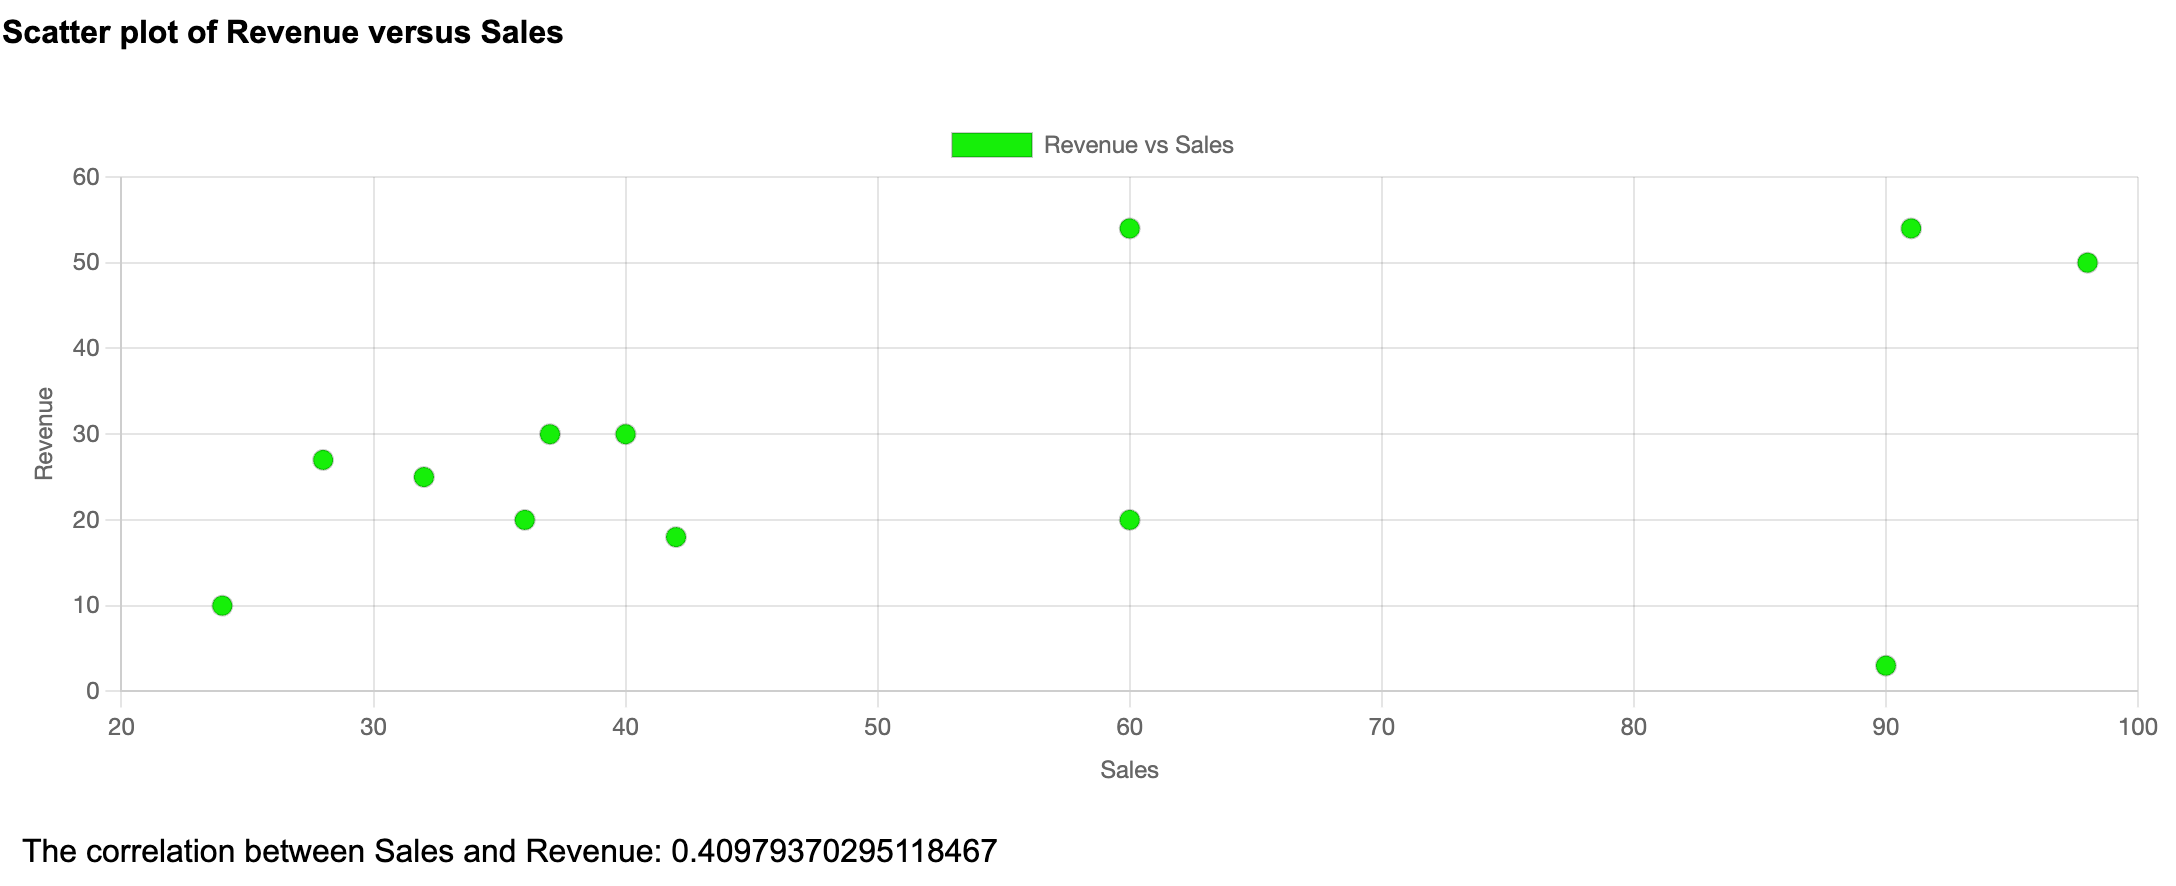 Scatter plot of Revenue versus Sales
Revenue vs Sales
60
50
40
30
20
10
0
Revenue
20 30 40 50 60 70 80 90 100
Sales
The correlation between Sales and Revenue: 0.40979370295118467